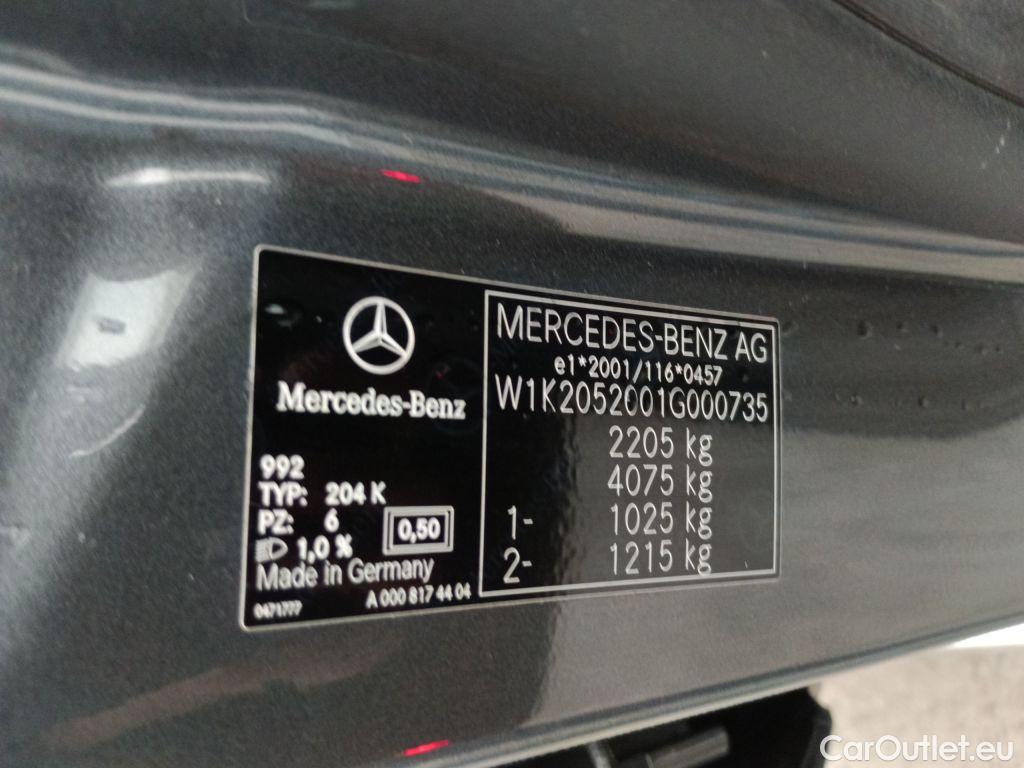 Mercedes-Benz
992
TYP: 204 K
PZ: 6
0,50
1,0 %
Made in Germany
0471777
A 000 817 44 04
MERCEDES-BENZ AG
e1*2001/116*0457
W1K2052001G000735
2205 kg
4075 kg
1- 1025 kg
2- 1215 kg
CarOutlet.eu